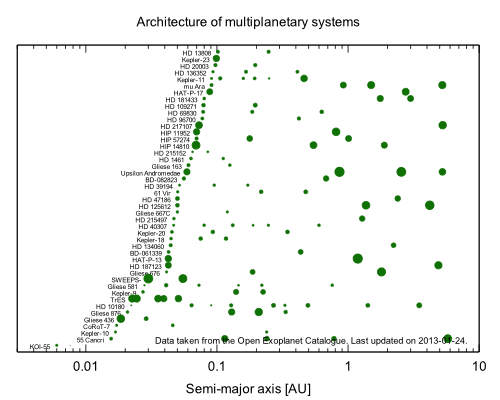 Architecture of multiplanetary systems
HD 13808
Kepler-23
HD 20003
HD 136352
Kepler-11
mu Ara
HAT-P-17
HD 181433
HD 109271
HD 69830
HD 96700
HD 217107
HIP 11952
HIP 57274
HIP 14810
HD 215152
HD 1461
Gliese 163
Upsilon Andromedae
BD-082823
HD 39194
61 Vir
HD 47186
HD 125612
Gliese 667C
HD 215497
HD 40307
Kepler-20
Kepler-18
HD 134060
BD-061339
HAT-P-13
HD 187123
Gliese 876
SWEEPS-
Gliese 581
Kepler-9
TrES
HD 10180
Gliese 876
Gliese 436
CoRoT-7
Kepler-10
55 Cancri
KOI-55
Data taken from the Open Exoplanet Catalogue. Last updated on 2013-01-24.
0.01 0.1 1 10
Semi-major axis [AU]